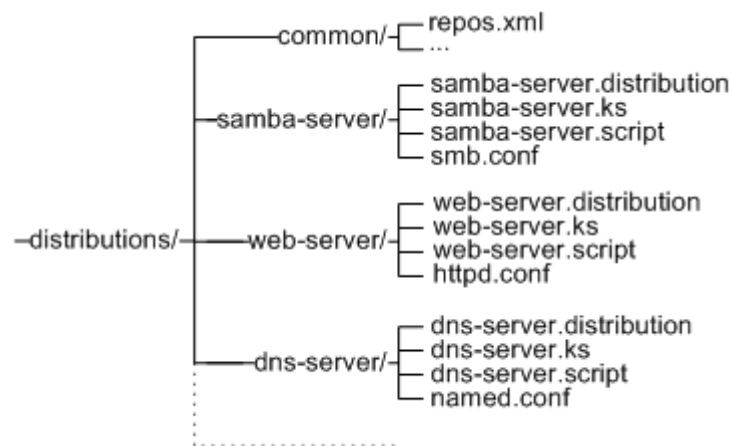 common/
repos.xml
...
samba-server/
samba-server.distribution
samba-server.ks
samba-server.script
smb.conf
distributions/
web-server/
web-server.distribution
web-server.ks
web-server.script
httpd.conf
dns-server/
dns-server.distribution
dns-server.ks
dns-server.script
named.conf